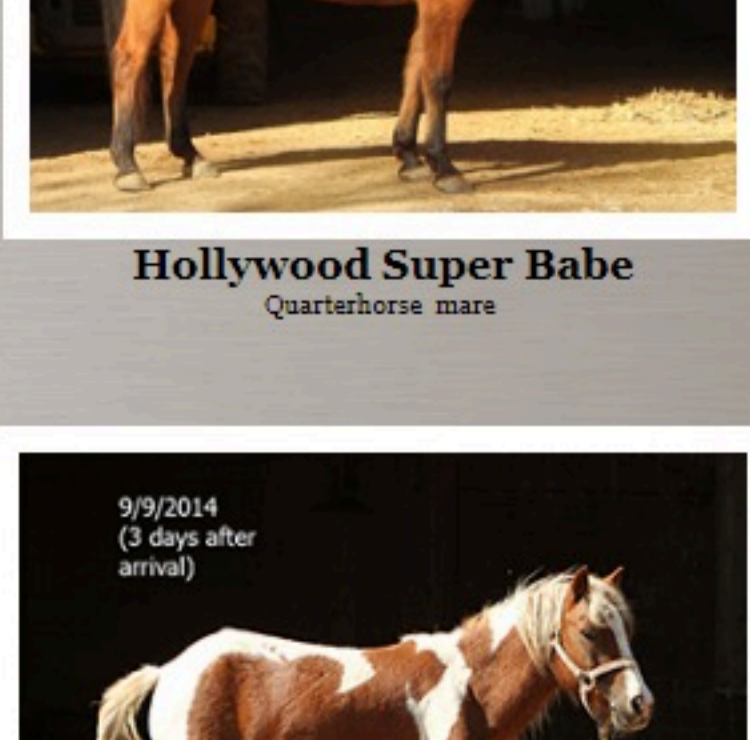 Hollywood Super Babe
Quarterhorse mare
9/9/2014
(3 days after
arrival)